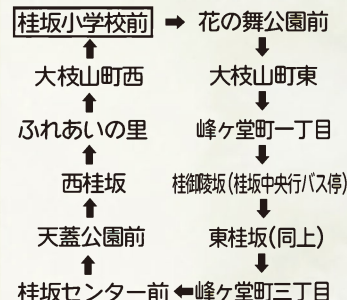 桂坂小学校前 ➡ 花の舞公園前
大枝山町西 大枝山町東
ふれあいの里 峰ヶ堂町一丁目
西桂坂 桂御陵坂(桂坂中央行バス停)
天蓋公園前 東桂坂(同上)
桂坂センター前 ⬅ 峰ヶ堂町三丁目